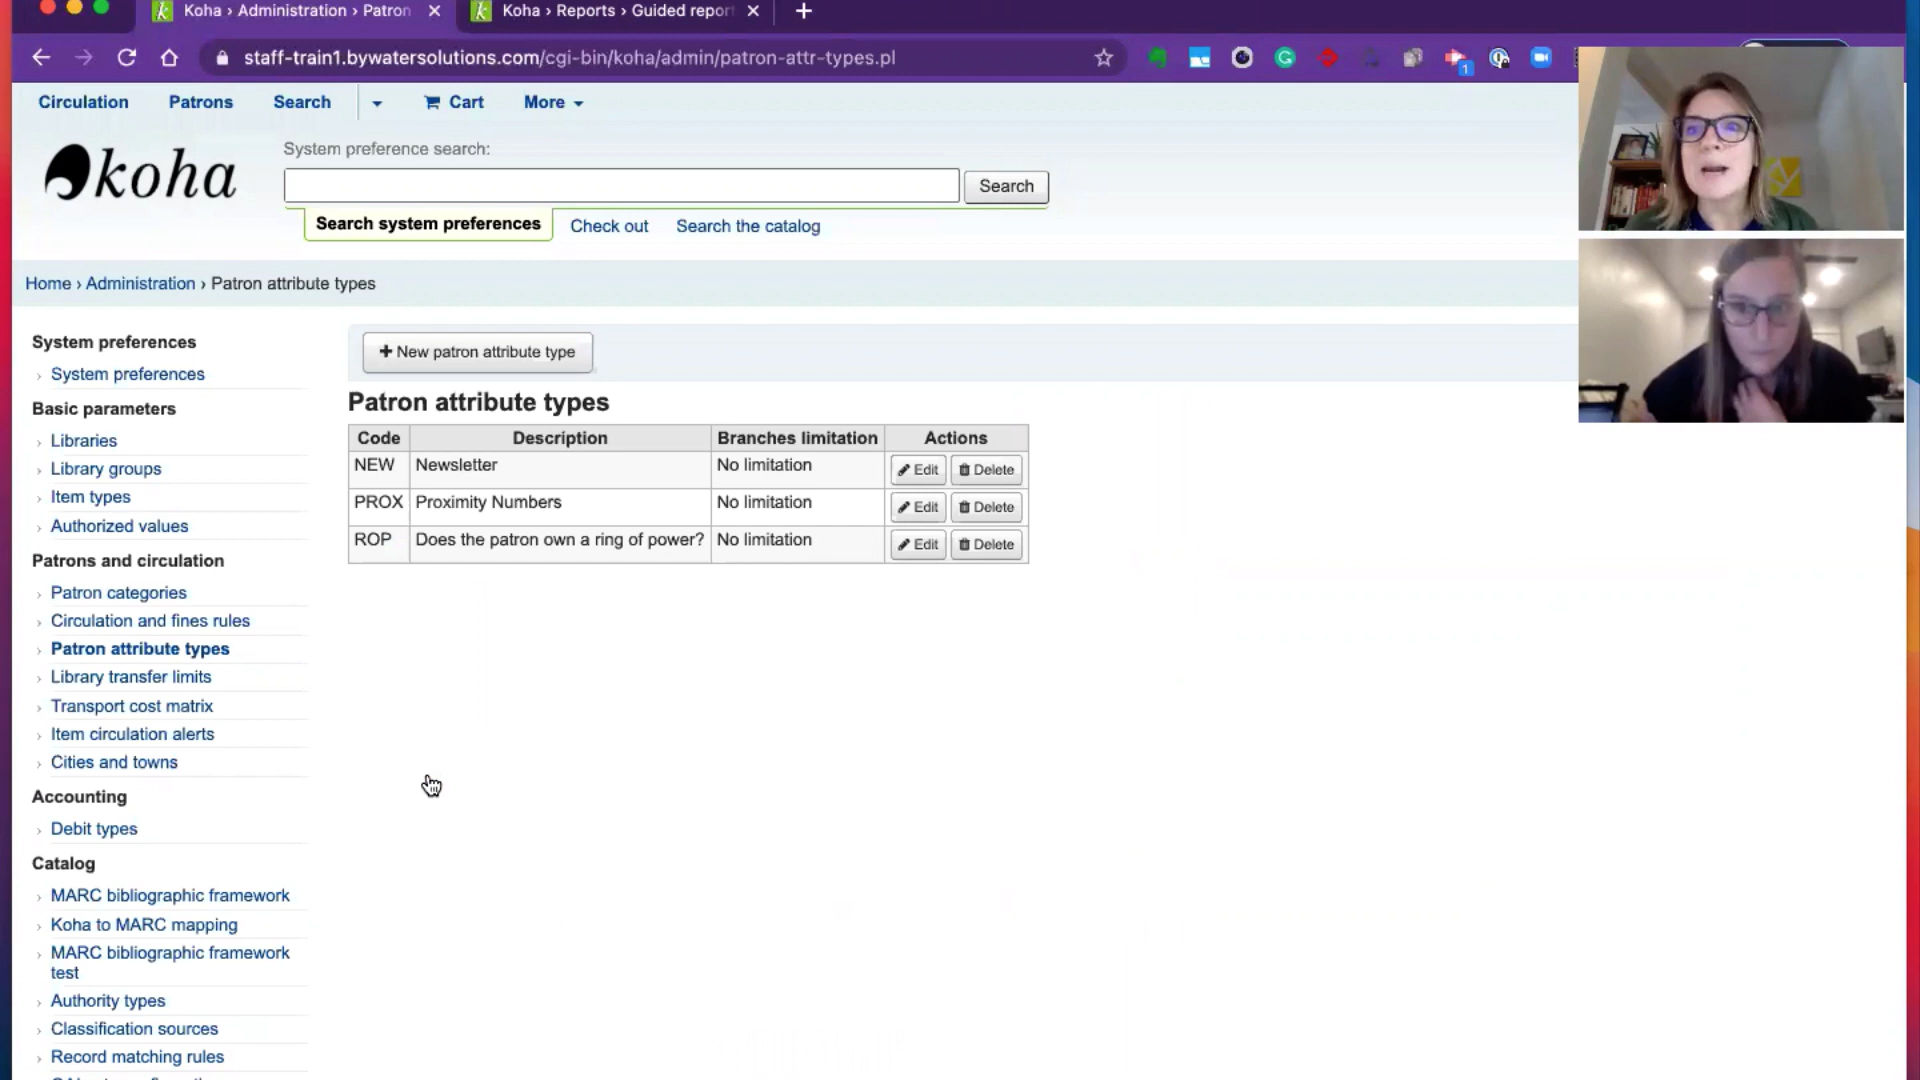 Koha › Administration › Patron
Koha › Reports › Guided report
staff-train1.bywatersolutions.com/cgi-bin/koha/admin/patron-attr-types.pl
1
Circulation Patrons Search Cart More
koha
System preference search:
Search
Search system preferences Check out Search the catalog
Home › Administration › Patron attribute types
System preferences
› System preferences
Basic parameters
› Libraries
› Library groups
› Item types
› Authorized values
Patrons and circulation
› Patron categories
› Circulation and fines rules
› Patron attribute types
› Library transfer limits
› Transport cost matrix
› Item circulation alerts
› Cities and towns
Accounting
› Debit types
Catalog
› MARC bibliographic framework
› Koha to MARC mapping
› MARC bibliographic framework
test
› Authority types
› Classification sources
› Record matching rules
+ New patron attribute type
Patron attribute types
Code Description Branches limitation Actions
NEW Newsletter No limitation Edit Delete
PROX Proximity Numbers No limitation Edit Delete
ROP Does the patron own a ring of power? No limitation Edit Delete